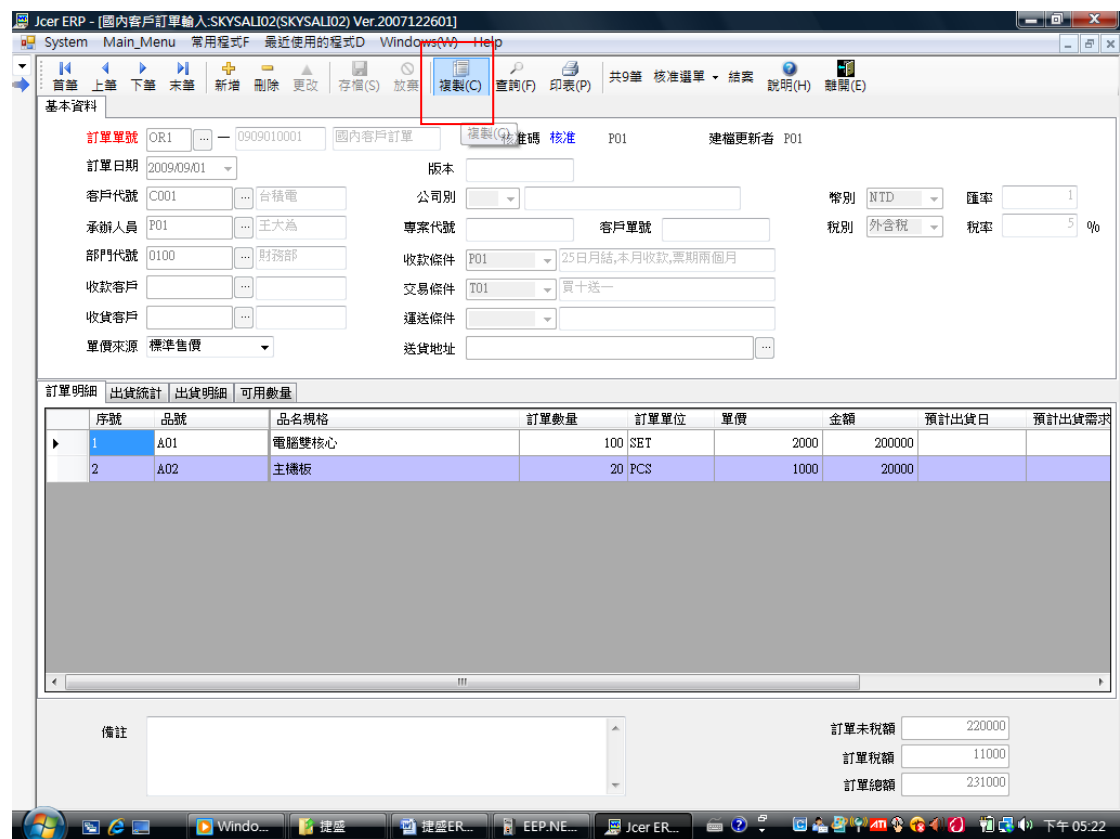 Jcer ERP - [國內客戶訂單輸入:SKYSALI02(SKYSALI02) Ver.2007122601]
System Main_Menu 常用程式F 最近使用的程式D Windows(W) Help
首筆 上筆 下筆 末筆 新增 刪除 更改 存檔(S) 放棄 複製(C) 查詢(F) 印表(P) 共9筆 核准選單 結案 說明(H) 離開(E)
基本資料
訂單單號 OR1 ... — 0909010001 國內客戶訂單 複製(C) 准碼 核准 P01 建檔更新者 P01
訂單日期 2009/09/01 版本
客戶代號 C001 ... 台積電 公司別 幣別 NTD 匯率 1
承辦人員 P01 ... 王大為 專案代號 客戶單號 稅別 外含稅 稅率 5 %
部門代號 0100 ... 財務部 收款條件 P01 25日月結,本月收款,票期兩個月
收款客戶 ... 交易條件 T01 買十送一
收貨客戶 ... 運送條件
單價來源 標準售價 送貨地址 ...
訂單明細 出貨統計 出貨明細 可用數量
序號 品號 品名規格 訂單數量 訂單單位 單價 金額 預計出貨日 預計出貨需求
1 A01 電腦雙核心 100 SET 2000 200000
2 A02 主機板 20 PCS 1000 20000
備註
訂單未稅額 220000
訂單稅額 11000
訂單總額 231000
Windo... 捷盛 捷盛ER... EEP.NE... Jcer ER... 下午 05:22